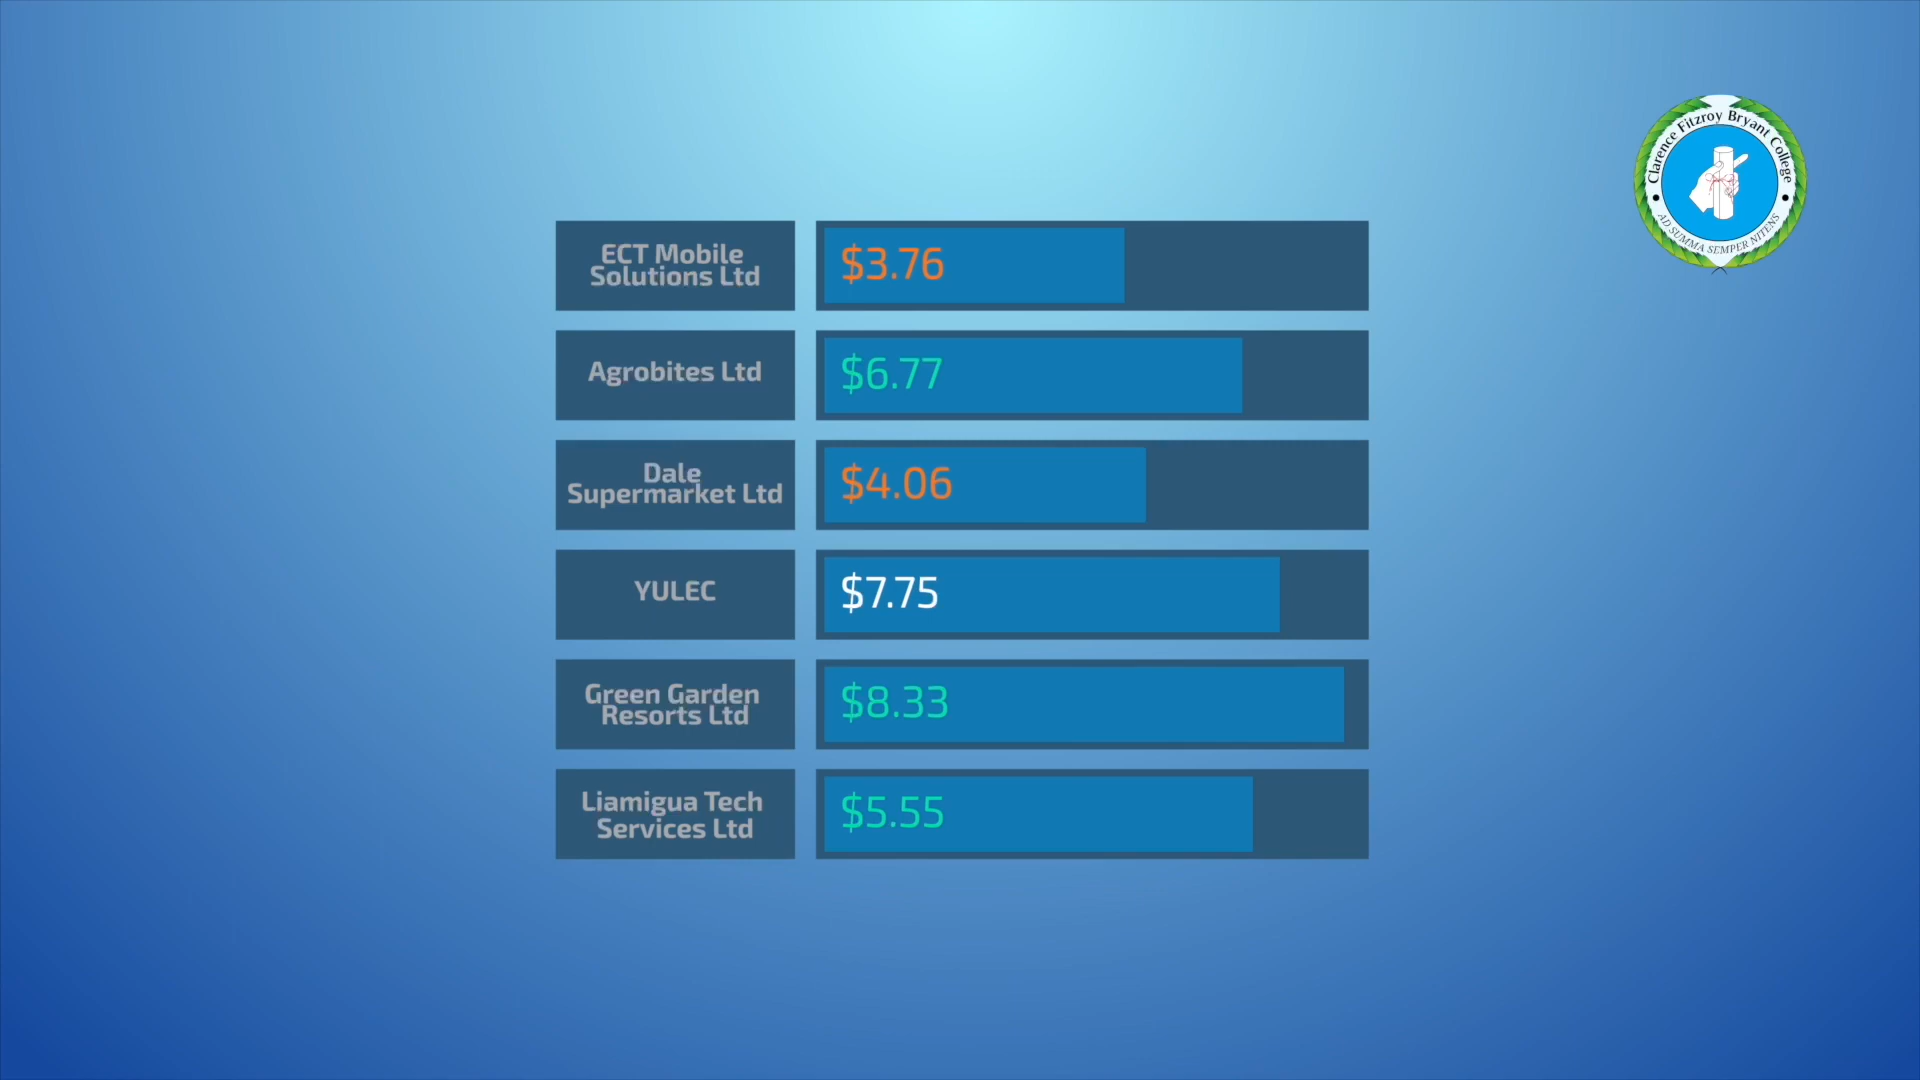 Clarence Fitzroy Bryant College
AD SUMMA SEMPER NITENS
ECT Mobile
Solutions Ltd
$3.76
Agrobites Ltd
$6.77
Dale
Supermarket Ltd
$4.06
YULEC
$7.75
Green Garden
Resorts Ltd
$8.33
Liamigua Tech
Services Ltd
$5.55